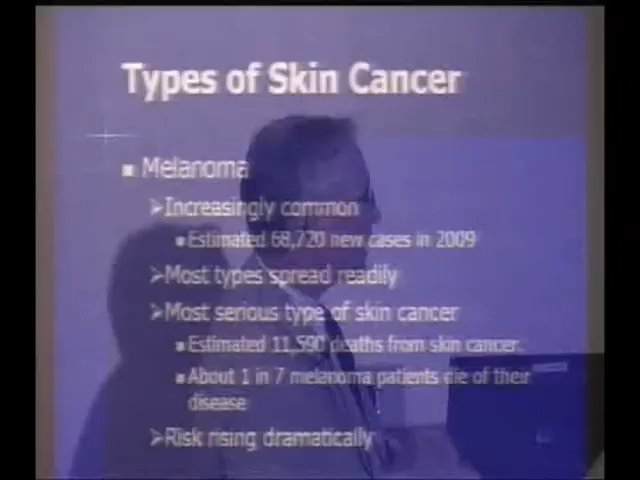 Types of Skin Cancer
■ Melanoma
➢Increasingly common
■Estimated 68,720 new cases in 2009
➢Most types spread readily
➢Most serious type of skin cancer
■Estimated 11,590 deaths from skin cancer.
■About 1 in 7 melanoma patients die of their
disease
➢Risk rising dramatically